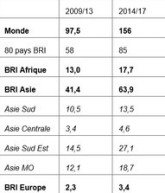 2009/13 2014/17
Monde 97,5 156
80 pays BRI 58 85
BRI Afrique 13,0 17,7
BRI Asie 41,4 63,9
Asie Sud 10,5 13,5
Asie Centrale 3,4 4,6
Asie Sud Est 14,5 27,1
Asie MO 12,1 18,7
BRI Europe 2,3 3,4